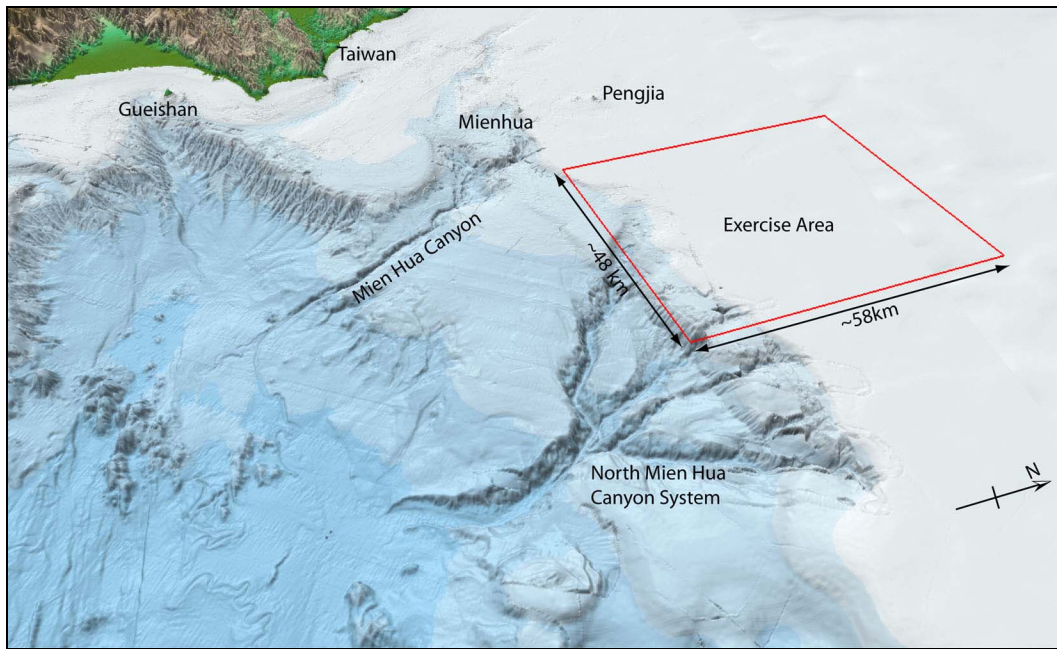 Taiwan
Gueishan
Pengjia
Mienhua
Exercise Area
Mien Hua Canyon
~48 km
~58km
North Mien Hua
Canyon System
N